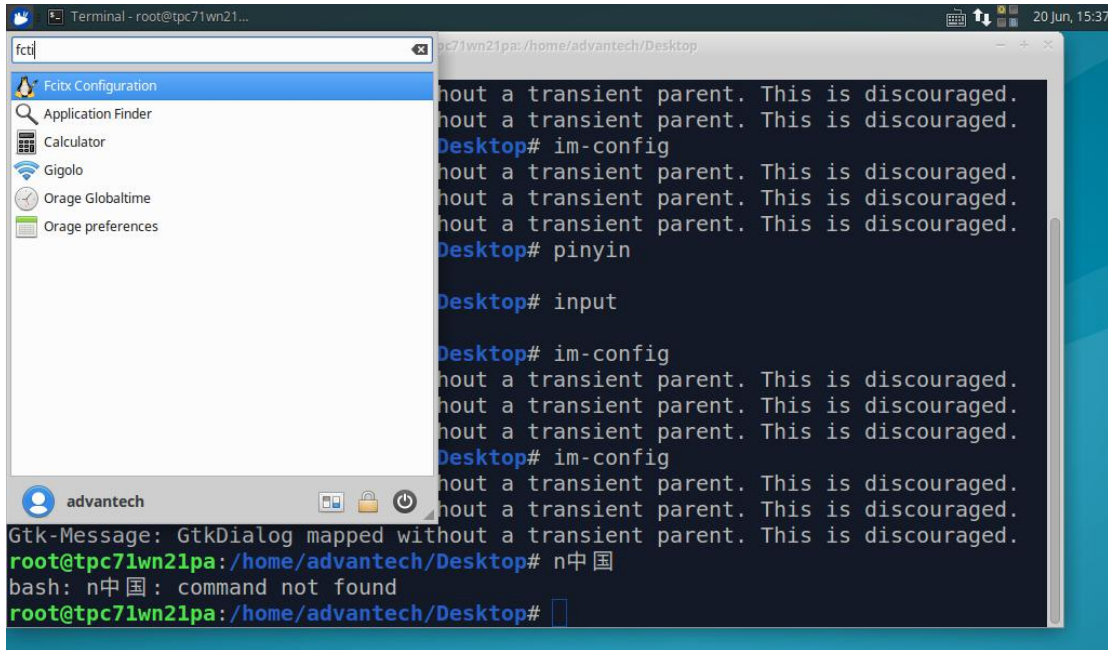 Terminal - root@tpc71wn21...
20 Jun, 15:37
fcti
pc71wn21pa: /home/advantech/Desktop
Fcitx Configuration
Application Finder
Calculator
Gigolo
Orage Globaltime
Orage preferences
advantech
hout a transient parent. This is discouraged.
hout a transient parent. This is discouraged.
Desktop# im-config
hout a transient parent. This is discouraged.
hout a transient parent. This is discouraged.
hout a transient parent. This is discouraged.
Desktop# pinyin
Desktop# input
Desktop# im-config
hout a transient parent. This is discouraged.
hout a transient parent. This is discouraged.
hout a transient parent. This is discouraged.
Desktop# im-config
hout a transient parent. This is discouraged.
hout a transient parent. This is discouraged.
Gtk-Message: GtkDialog mapped without a transient parent. This is discouraged.
root@tpc71wn21pa:/home/advantech/Desktop# n中国
bash: n中国: command not found
root@tpc71wn21pa:/home/advantech/Desktop#